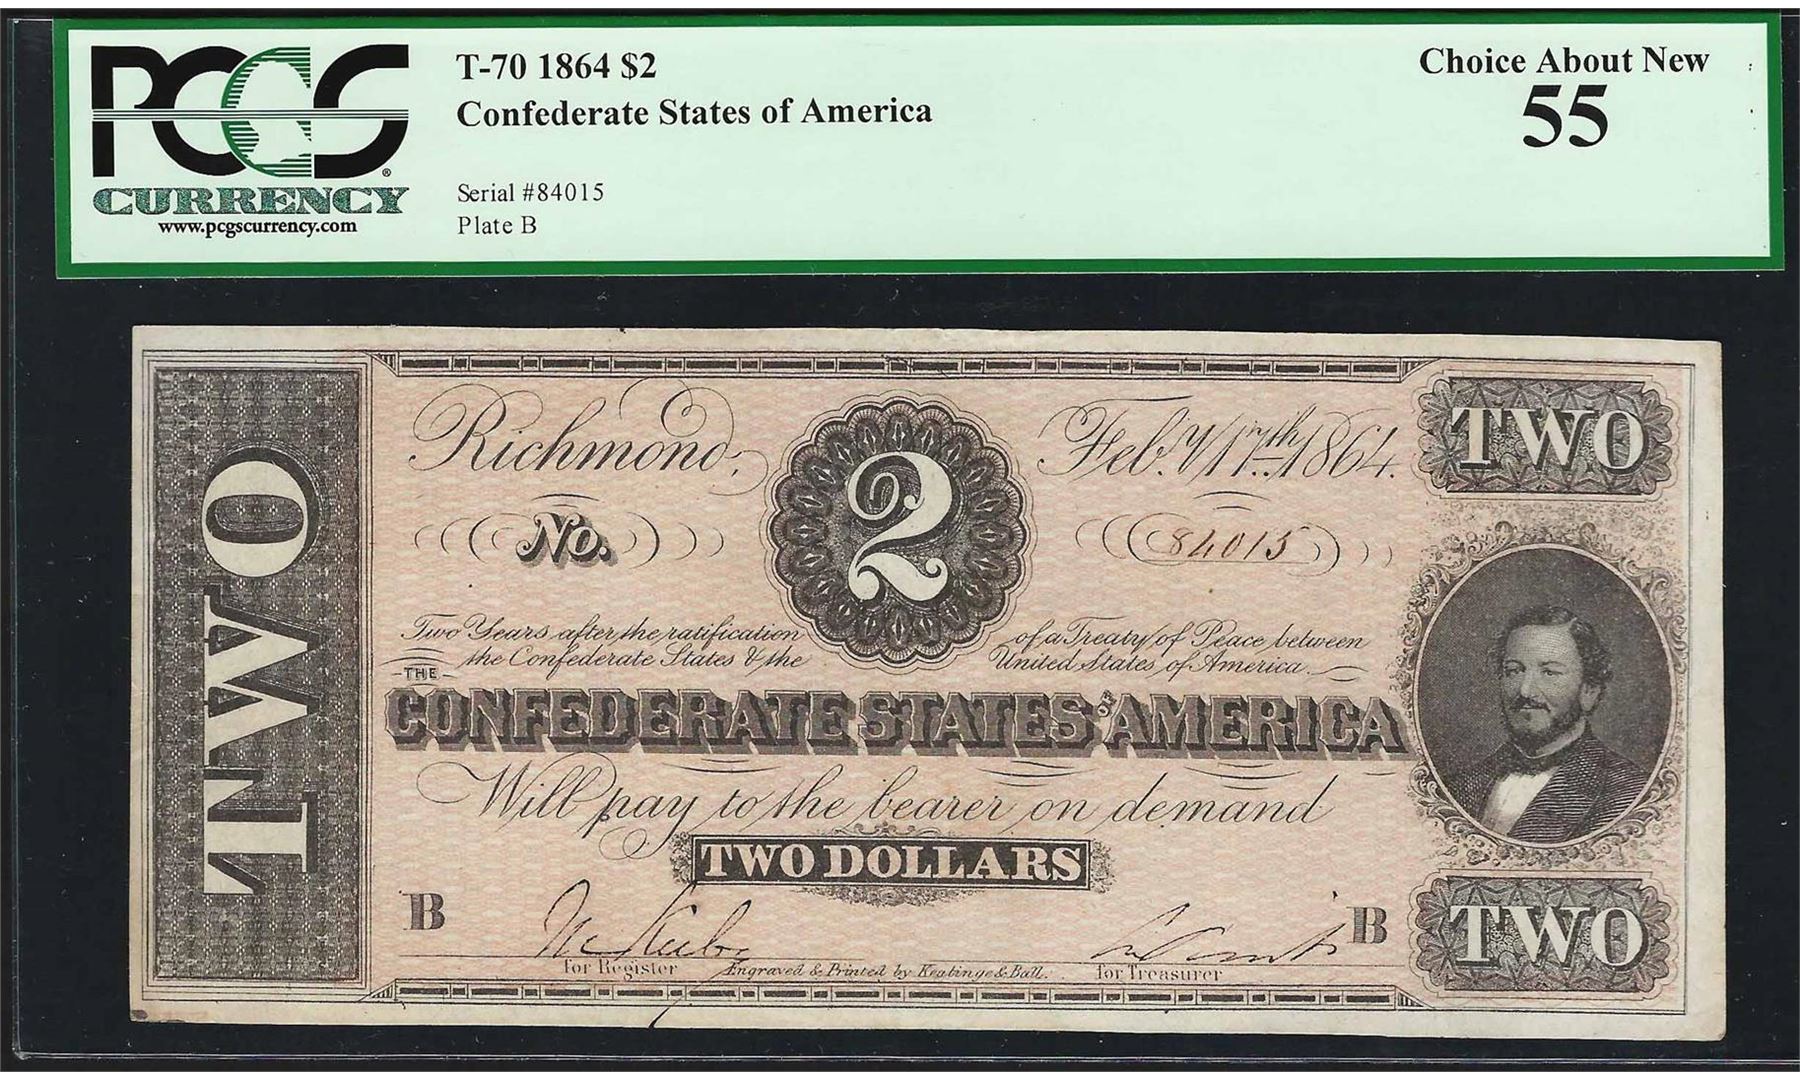 PCGS
CURRENCY
www.pcgscurrency.com
T-70 1864 $2
Confederate States of America
Serial #84015
Plate B
Choice About New
55
TWO
Richmond,
2
Feb.y 17th 1864.
TWO
No.
84015
Two Years after the ratification of a Treaty of Peace between
the Confederate States & the United States of America.
THE
CONFEDERATE STATES OF AMERICA
Will pay to the bearer on demand
TWO DOLLARS
B
B
TWO
for Register
Engraved & Printed by Keatinge & Ball.
for Treasurer